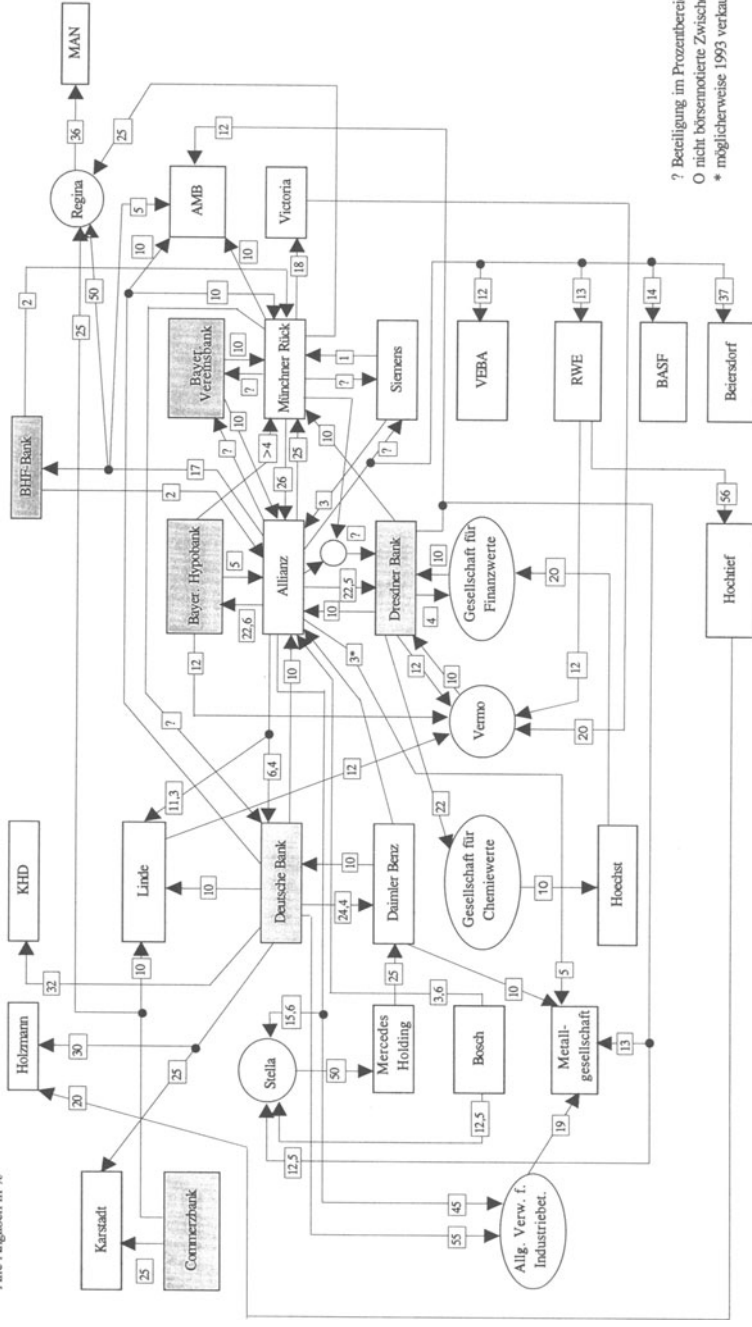 Karstadt
Holzmann
KHD
BHF-Bank
Regina
MAN
36
25
20
30
32
2
50
25
25
5
12
Commerzbank
25
10
Linde
11,3
Bayer. Hypobank
Bayer.
Vereinsbank
AMB
10
10
17
2
10
Stella
15,6
25
10
?
22,6
5
>4
?
10
?
10
Deutsche Bank
6,4
10
12
Allianz
26
25
Münchner Rück
18
Victoria
12,5
50
Mercedes
Holding
25
24,4
10
Daimler Benz
12
3*
10
22,5
?
3
?
?
1
Siemens
10
55
45
12,5
Bosch
3,6
22
Vermo
12
10
Dresdner Bank
Allg. Verw. f.
Industriebet.
19
10
5
Metall-
gesellschaft
13
Gesellschaft für
Chemiewerte
10
Hoechst
4
10
Gesellschaft für
Finanzwerte
20
12
20
VEBA
12
RWE
13
BASF
14
Beiersdorf
37
56
Hochtief
? Beteiligung im Prozentberei
O nicht börsennotierte Zwische
* möglicherweise 1993 verkau